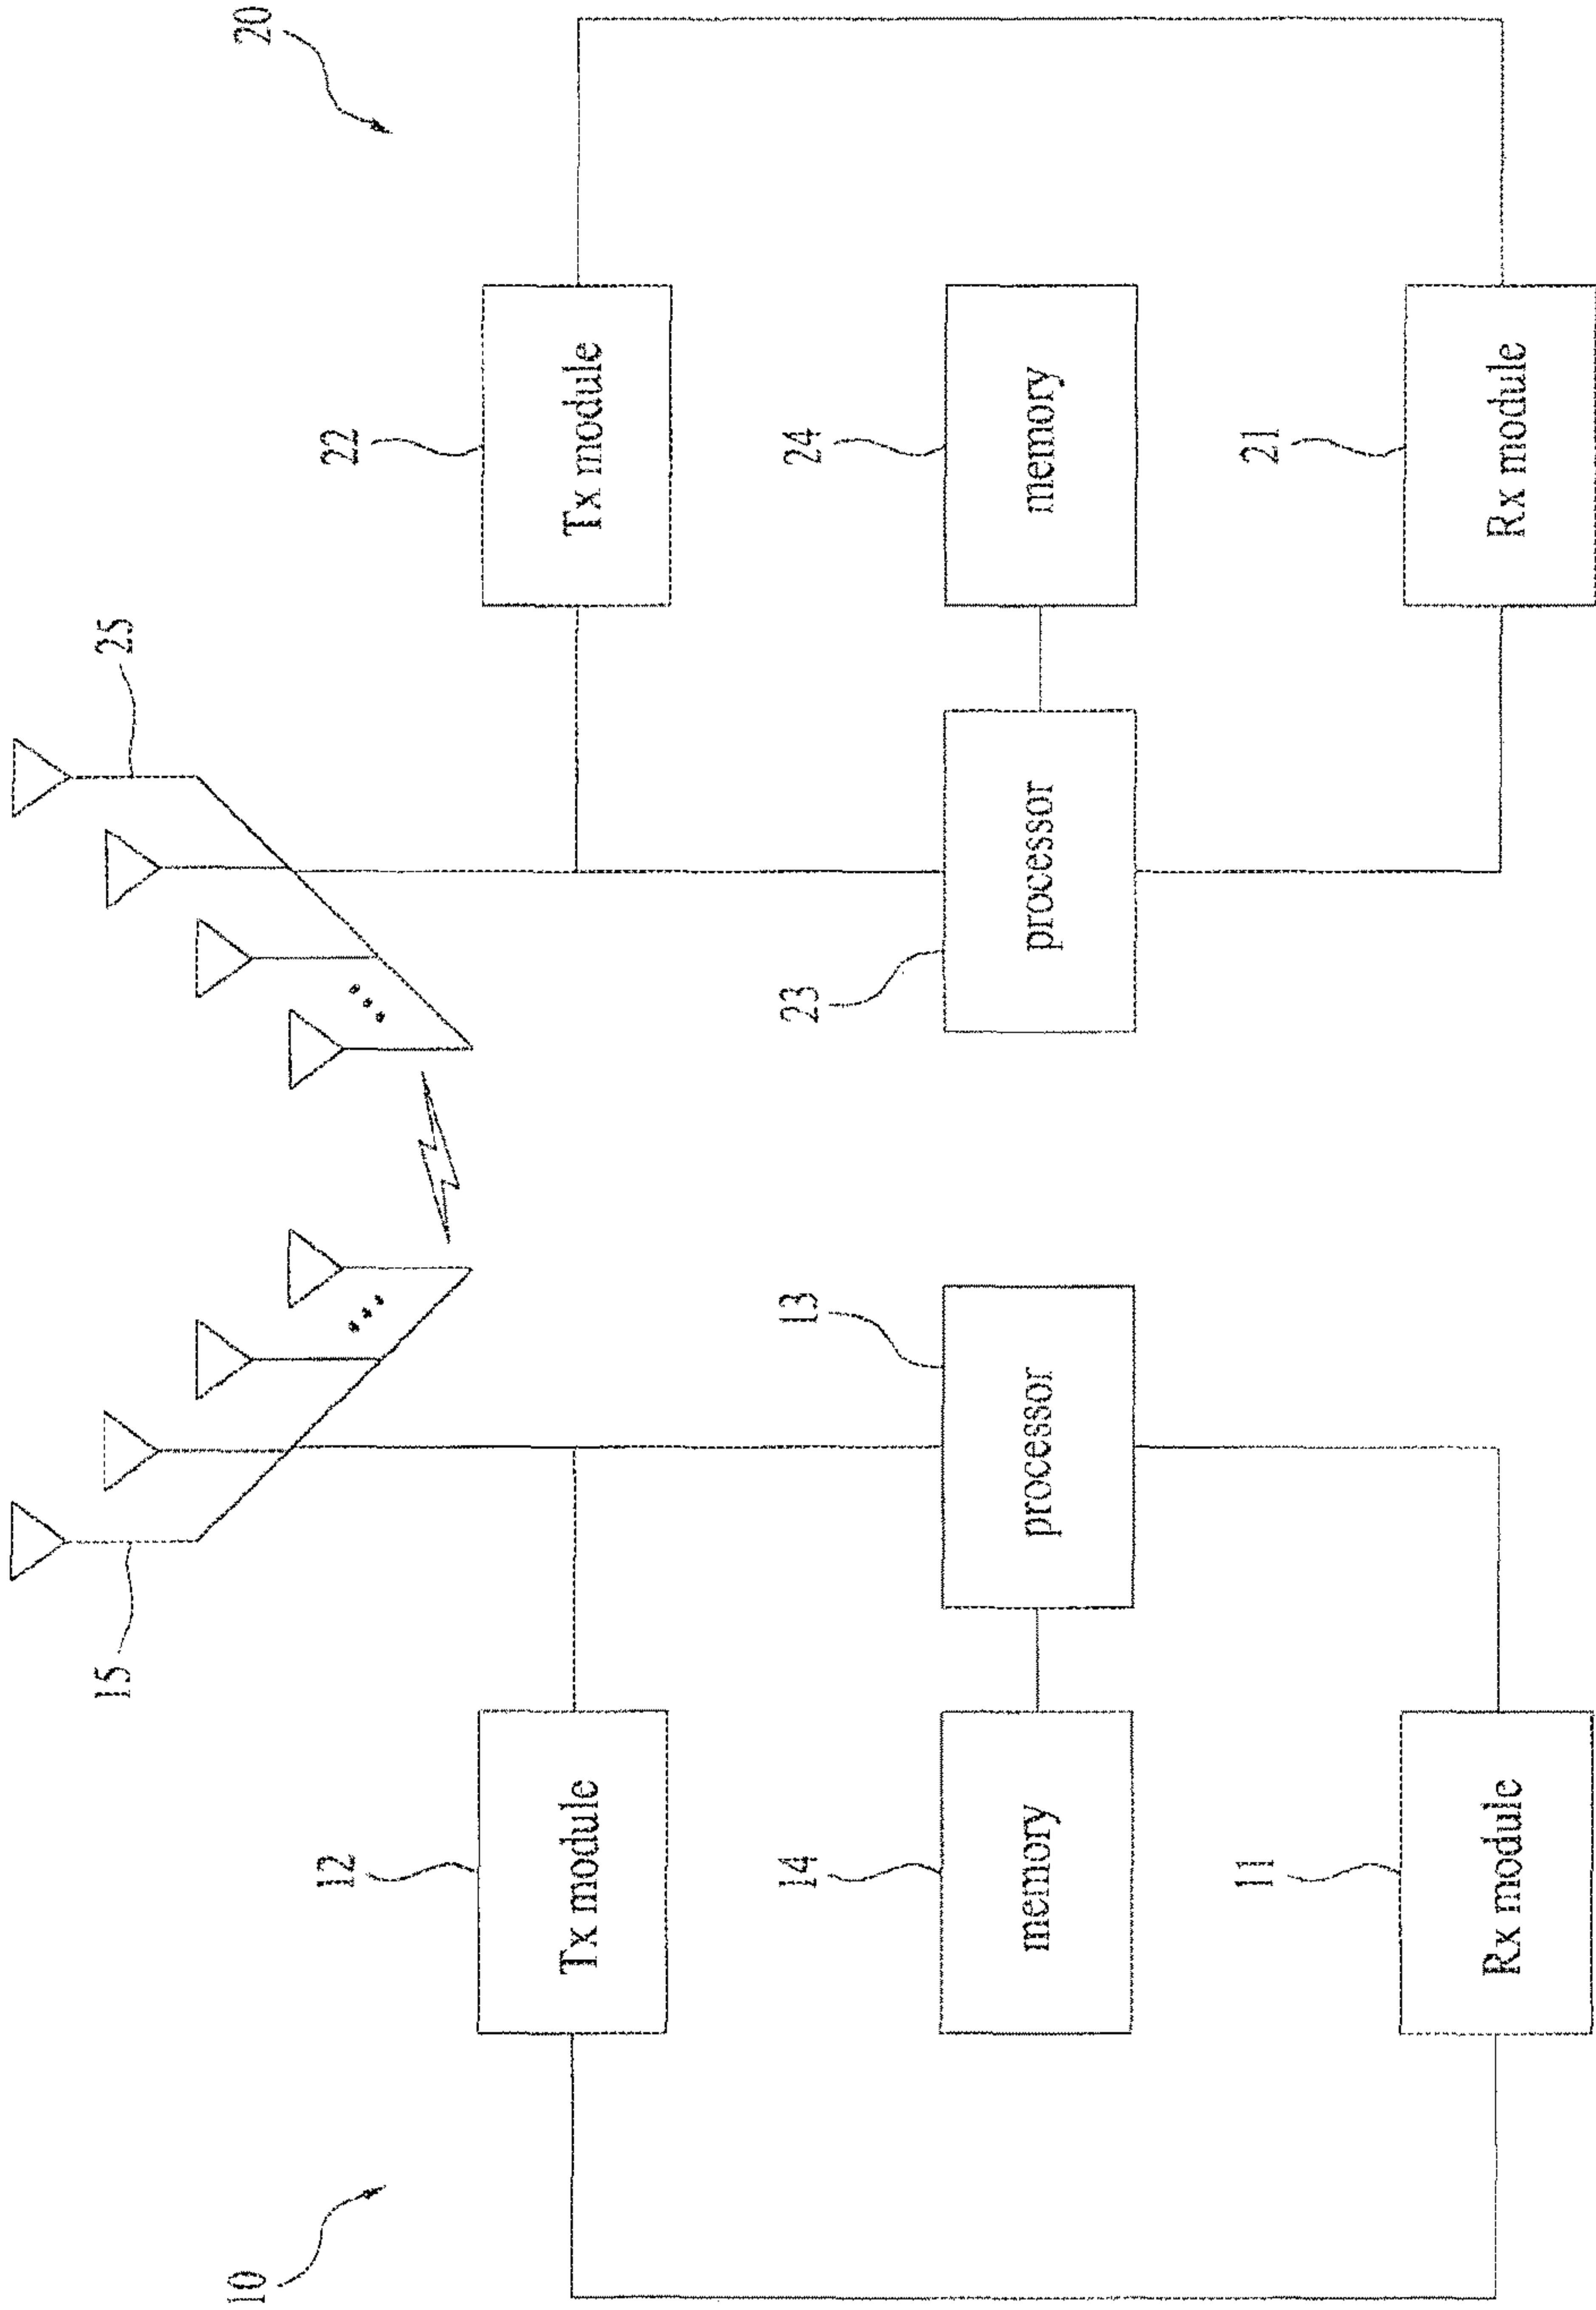 10
15
12
Tx module
14
memory
13
processor
11
Rx module
20
25
22
Tx module
23
processor
24
memory
21
Rx module